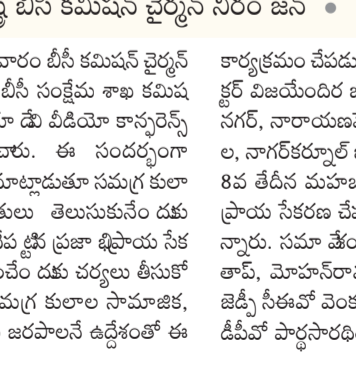 బీసీ కమిషన్ చైర్మన్ నిరంజన్
వారం బీసీ కమిషన్ చైర్మన్
బీసీ సంక్షేమ శాఖ కమిష
దేవి వీడియో కాన్ఫరెన్స్
చారు. ఈ సందర్భంగా
మాట్లాడుతూ సమగ్ర కులా
తులు తెలుసుకునేందుకు
ప్రజాభిప్రాయ సేక
చేందుకు చర్యలు తీసుకో
మగ్ర కులాల సామాజిక,
జరపాలనే ఉద్దేశంతో ఈ
కార్యక్రమం చేపడు
క్టర్ విజయేందిర
నగర్, నారాయణపే
ల, నాగర్‌కర్నూల్
8వ తేదీన మహబ
ప్రాయ సేకరణ చే
న్నారు. సమావేశం
తాప్, మోహన్‌రా
జెడ్పీ సీఈవో వెంక
డీపీవో పార్థసారథి